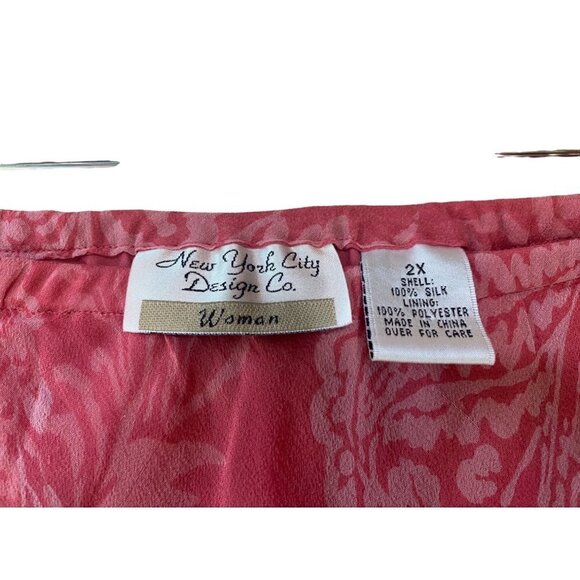 New York City
Design Co.
Woman
2X
SHELL:
100% SILK
LINING:
100% POLYESTER
MADE IN CHINA
OVER FOR CARE